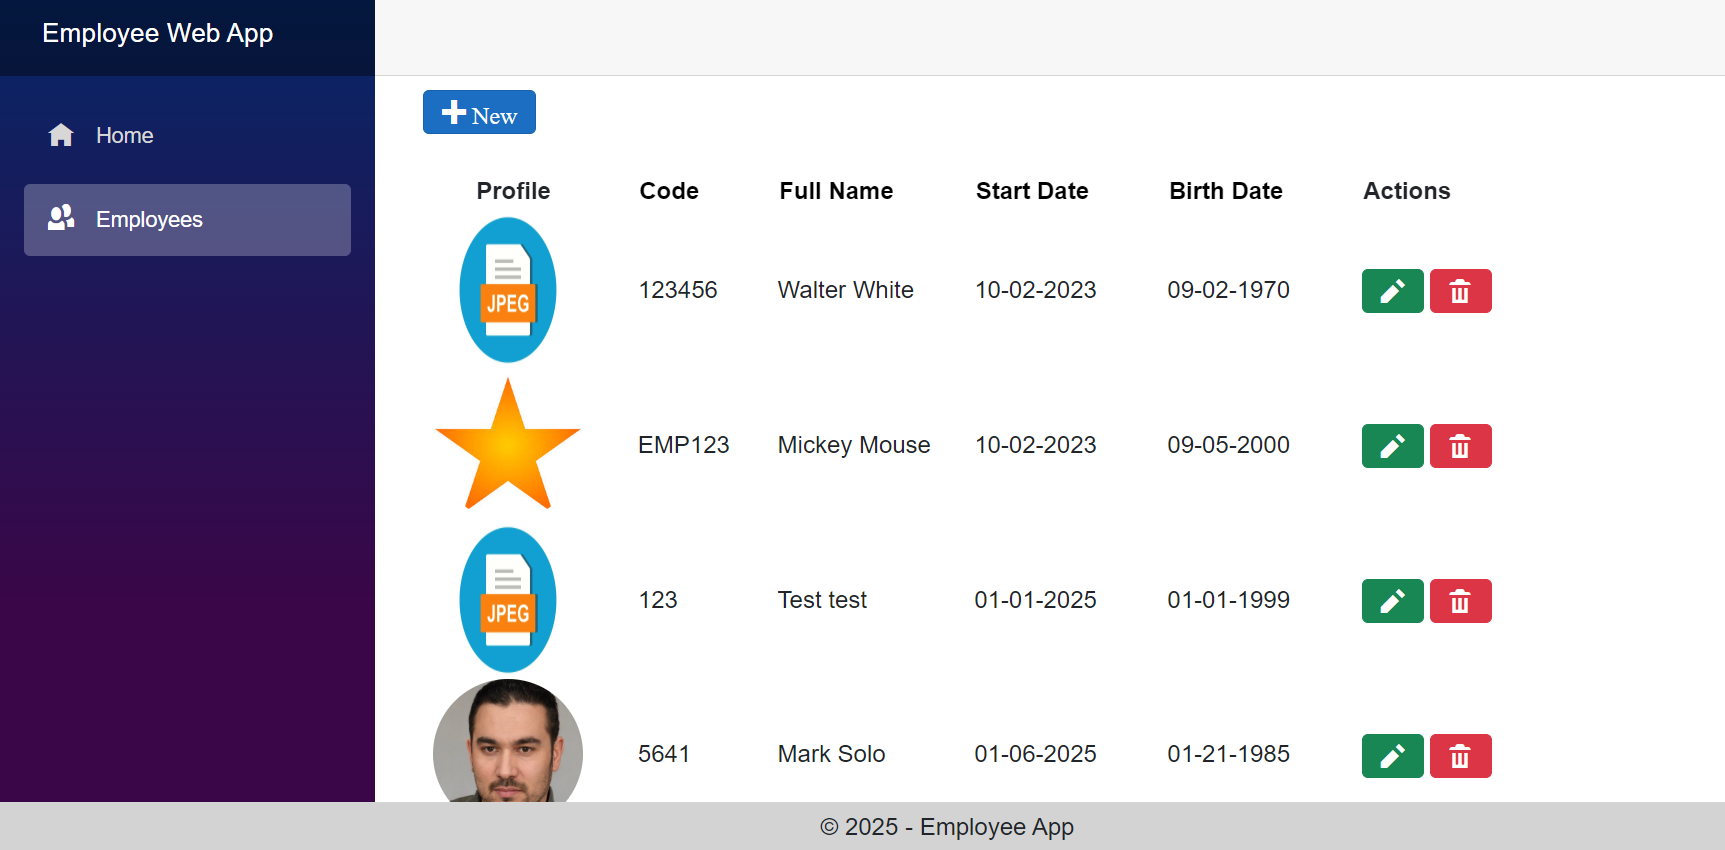 Employee Web App
Home
Employees
New
Profile Code Full Name Start Date Birth Date Actions
JPEG
123456 Walter White 10-02-2023 09-02-1970
EMP123 Mickey Mouse 10-02-2023 09-05-2000
JPEG
123 Test test 01-01-2025 01-01-1999
5641 Mark Solo 01-06-2025 01-21-1985
© 2025 - Employee App